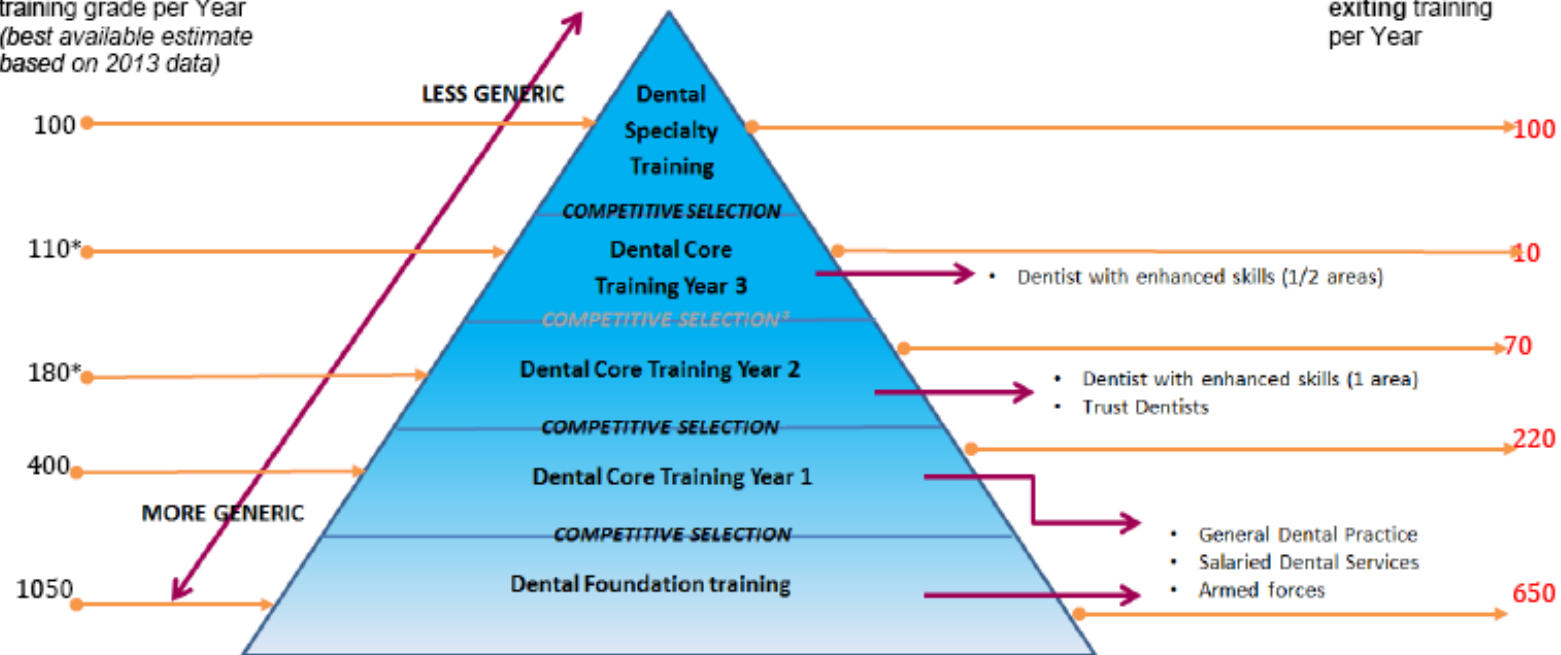 training grade per Year
(best available estimate
based on 2013 data)
exiting training
per Year
LESS GENERIC
Dental
Specialty
Training
100
100
COMPETITIVE SELECTION
110*
Dental Core
Training Year 3
10
• Dentist with enhanced skills (1/2 areas)
COMPETITIVE SELECTION³
70
180*
Dental Core Training Year 2
• Dentist with enhanced skills (1 area)
• Trust Dentists
COMPETITIVE SELECTION
220
400
Dental Core Training Year 1
MORE GENERIC
COMPETITIVE SELECTION
• General Dental Practice
• Salaried Dental Services
• Armed forces
1050
Dental Foundation training
650